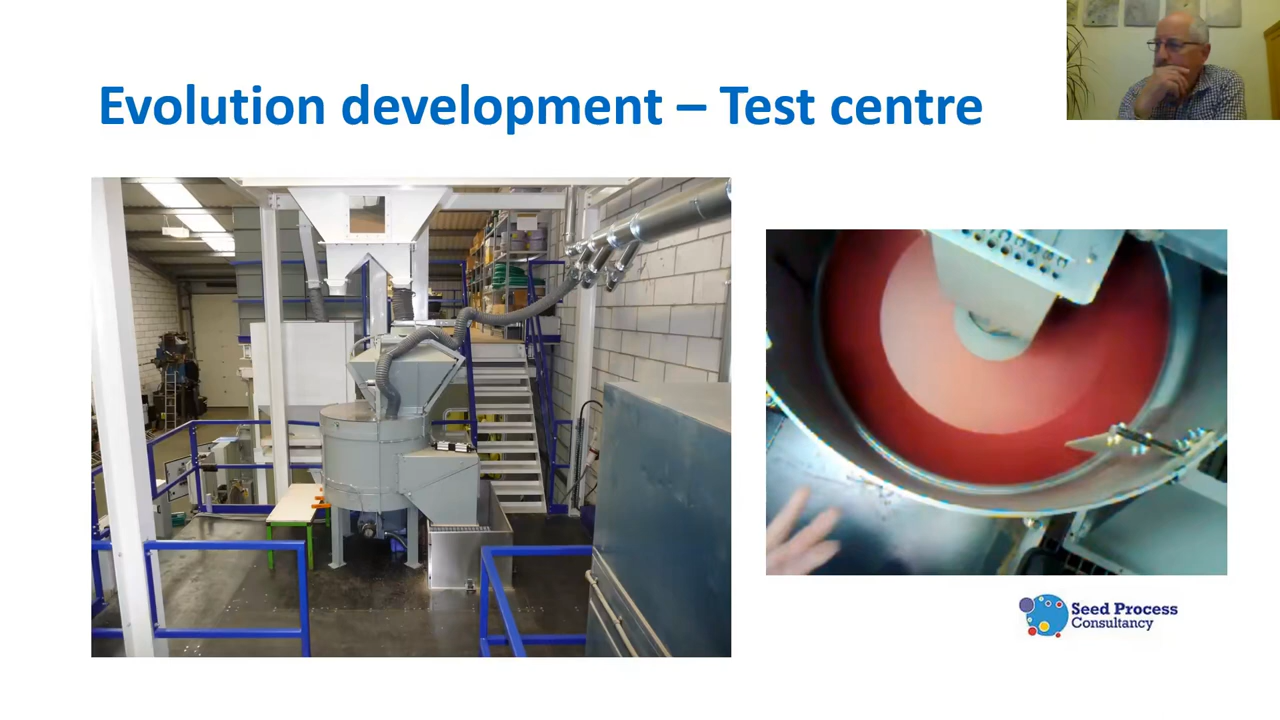 Evolution development – Test centre
Seed Process
Consultancy